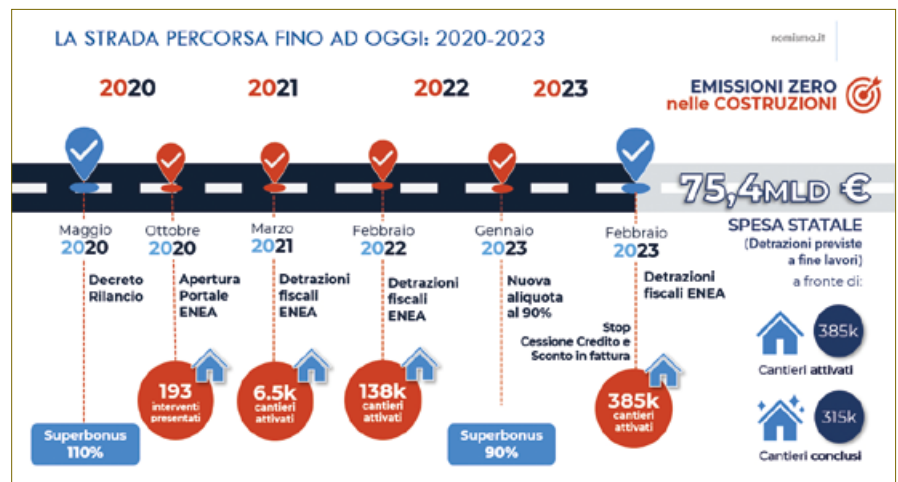 LA STRADA PERCORSA FINO AD OGGI: 2020-2023
nomisma.it
2020
2021
2022
2023
EMISSIONI ZERO
nelle COSTRUZIONI
75,4MLD €
Maggio
2020
Ottobre
2020
Marzo
2021
Febbraio
2022
Gennaio
2023
Febbraio
2023
SPESA STATALE
(Detrazioni previste
a fine lavori)
a fronte di:
Decreto
Rilancio
Apertura
Portale
ENEA
Detrazioni
fiscali
ENEA
Detrazioni
fiscali
ENEA
Nuova
aliquota
al 90%
Stop
Cessione Credito e
Sconto in fattura
Detrazioni
fiscali ENEA
193
interventi
presentati
6.5k
cantieri
attivati
138k
cantieri
attivati
385k
cantieri
attivati
Superbonus
110%
Superbonus
90%
385k
Cantieri attivati
315k
Cantieri conclusi